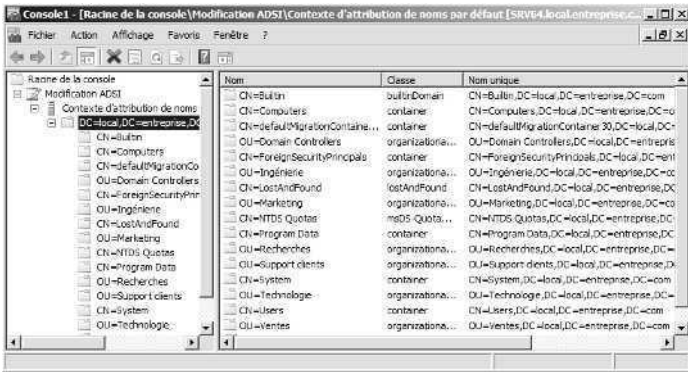 Console1 - [Racine de la console\Modification ADSI\Contexte d'attribution de noms par défaut [SRV64.local.entreprise.c...
Fichier Action Affichage Favoris Fenêtre ?
Racine de la console
Modification ADSI
Contexte d'attribution de noms
DC=local,DC=entreprise,DC
CN=Builtin
CN=Computers
CN=defaultMigrationCo
OU=Domain Controllers
CN=ForeignSecurityPrin
OU=Ingénierie
CN=LostAndFound
OU=Marketing
CN=NTDS Quotas
CN=Program Data
OU=Recherches
OU=Support clients
CN=System
OU=Technologie
Nom Classe Nom unique
CN=Builtin builtinDomain CN=Builtin,DC=local,DC=entreprise,DC=com
CN=Computers container CN=Computers,DC=local,DC=entreprise,DC=c
CN=defaultMigrationContaine... container CN=defaultMigrationContainer30,DC=local,DC=
OU=Domain Controllers organizationa... OU=Domain Controllers,DC=local,DC=entrepris
CN=ForeignSecurityPrincipals container CN=ForeignSecurityPrincipals,DC=local,DC=ent
OU=Ingénierie organizationa... OU=Ingénierie,DC=local,DC=entreprise,DC=co
CN=LostAndFound lostAndFound CN=LostAndFound,DC=local,DC=entreprise,DC
OU=Marketing organizationa... OU=Marketing,DC=local,DC=entreprise,DC=co
CN=NTDS Quotas msDS-Quota... CN=NTDS Quotas,DC=local,DC=entreprise,DC=
CN=Program Data container CN=Program Data,DC=local,DC=entreprise,DC=
OU=Recherches organizationa... OU=Recherches,DC=local,DC=entreprise,DC=
OU=Support clients organizationa... OU=Support clients,DC=local,DC=entreprise,D
CN=System container CN=System,DC=local,DC=entreprise,DC=com
OU=Technologie organizationa... OU=Technologie,DC=local,DC=entreprise,DC=
CN=Users container CN=Users,DC=local,DC=entreprise,DC=com
OU=Ventes organizationa... OU=Ventes,DC=local,DC=entreprise,DC=com